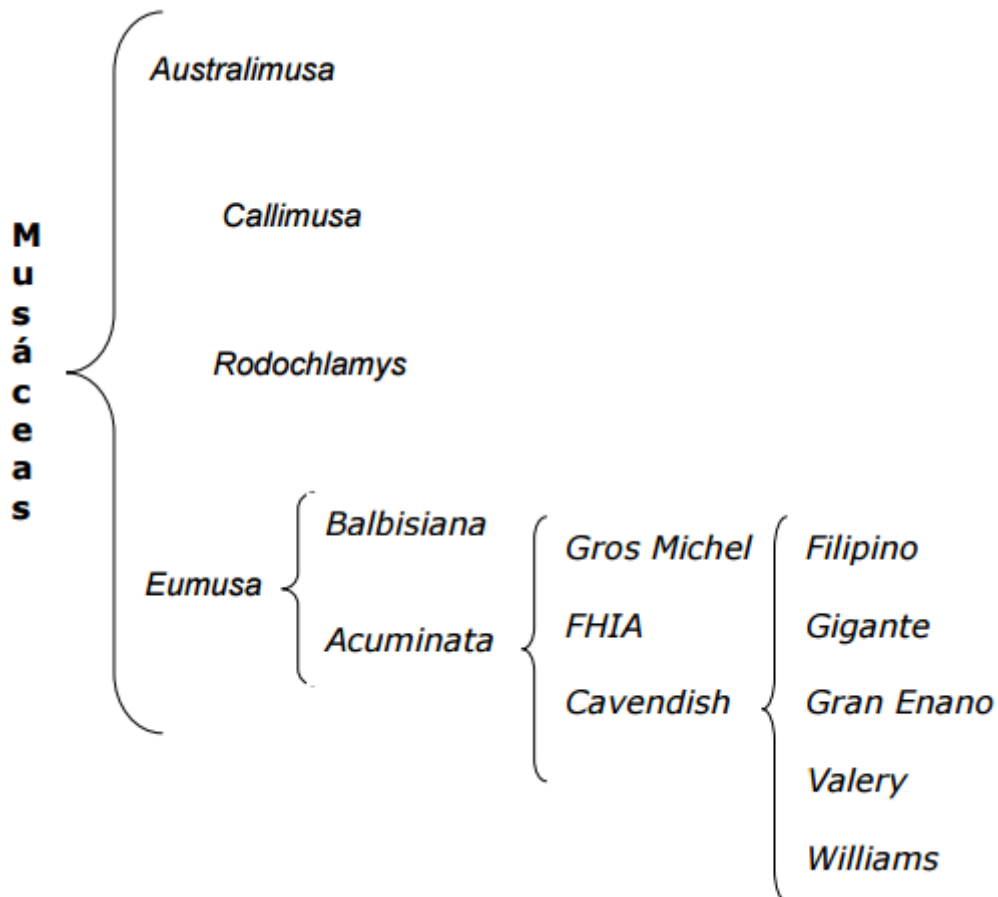 Musáceas
Australimusa
Callimusa
Rodochlamys
Eumusa
Balbisiana
Acuminata
Gros Michel
FHIA
Cavendish
Filipino
Gigante
Gran Enano
Valery
Williams